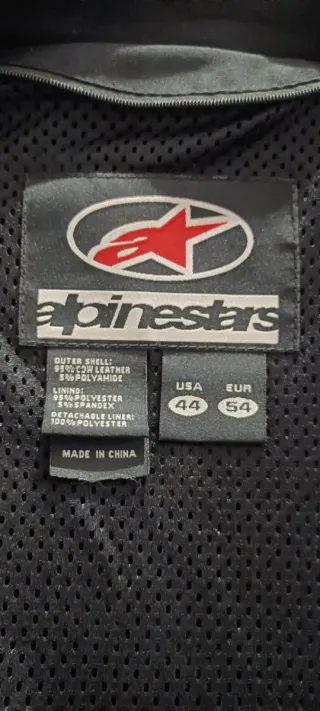 alpinestars
OUTER SHELL:
95% COW LEATHER
5% POLYAMIDE
LINING:
95% POLYESTER
5% SPANDEX
DETACHABLE LINER:
100% POLYESTER
MADE IN CHINA
USA EUR
44 54